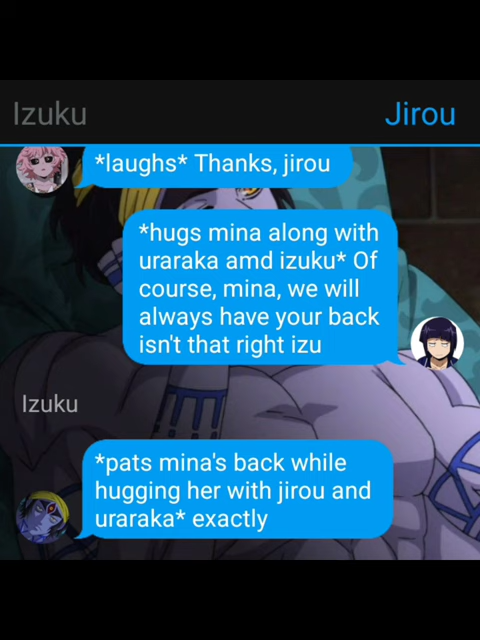 Izuku Jirou
*laughs* Thanks, jirou
*hugs mina along with
uraraka amd izuku* Of
course, mina, we will
always have your back
isn't that right izu
Izuku
*pats mina's back while
hugging her with jirou and
uraraka* exactly